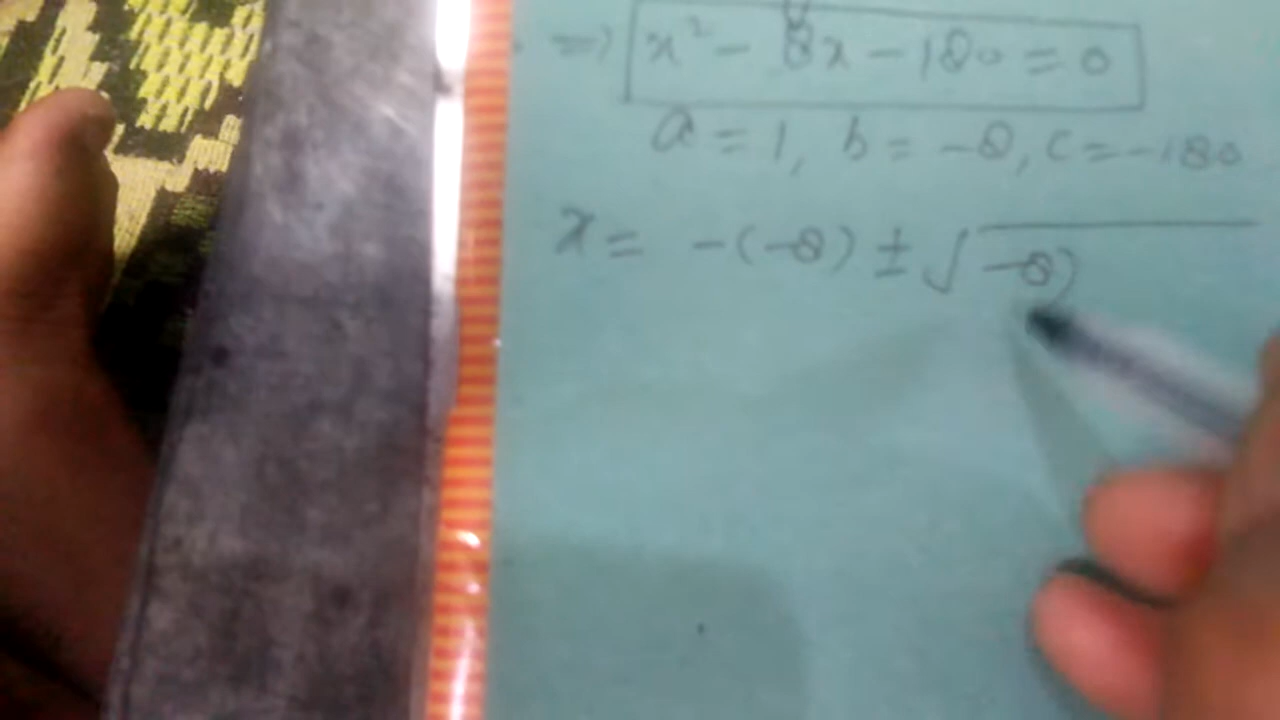 => x² - 8x - 180 = 0
a = 1, b = -8, c = -180
x = -(-8) ± √-8)